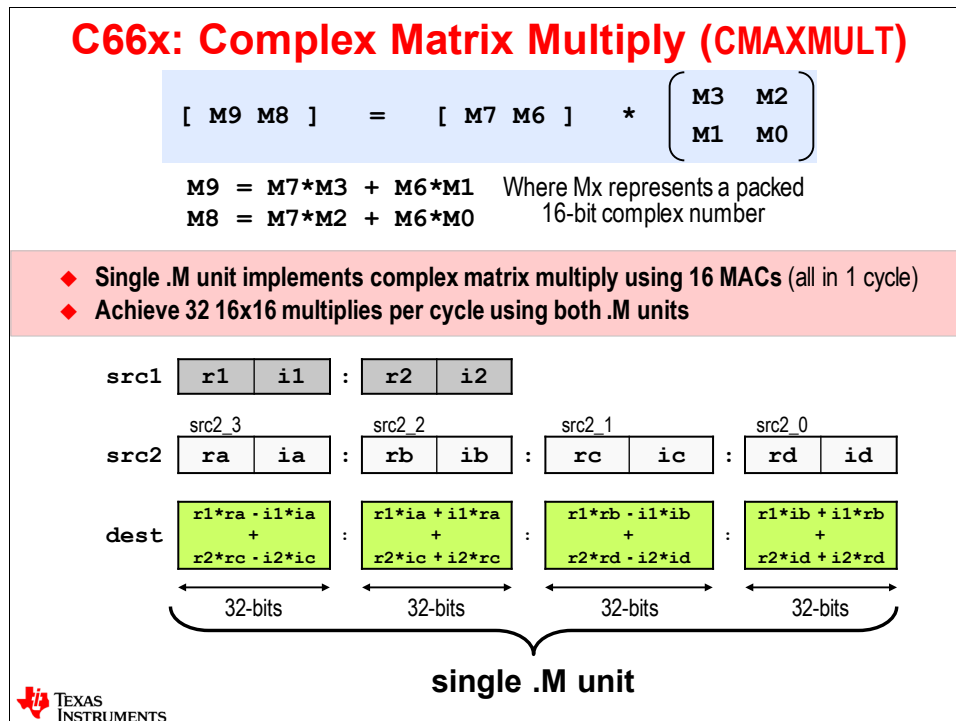 C66x: Complex Matrix Multiply (CMAXMULT)
[ M9 M8 ] = [ M7 M6 ] * M3 M2
M1 M0
M9 = M7*M3 + M6*M1
M8 = M7*M2 + M6*M0
Where Mx represents a packed
16-bit complex number
◆ Single .M unit implements complex matrix multiply using 16 MACs (all in 1 cycle)
◆ Achieve 32 16x16 multiplies per cycle using both .M units
src1 r1 i1 : r2 i2
src2_3 src2_2 src2_1 src2_0
src2 ra ia : rb ib : rc ic : rd id
r1*ra - i1*ia r1*ia + i1*ra r1*rb - i1*ib r1*ib + i1*rb
dest + : + : + : +
r2*rc - i2*ic r2*ic + i2*rc r2*rd - i2*id r2*id + i2*rd
32-bits 32-bits 32-bits 32-bits
single .M unit
TEXAS
INSTRUMENTS